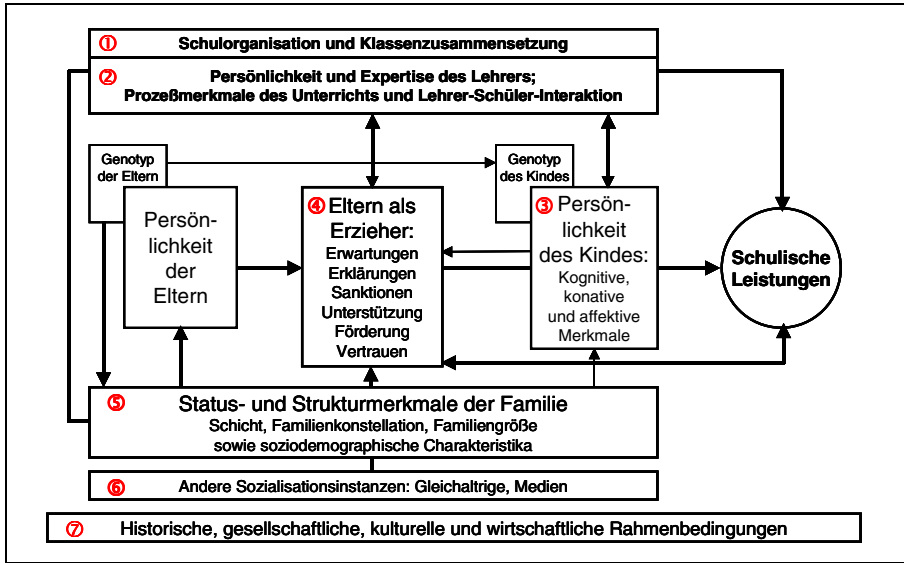 ① Schulorganisation und Klassenzusammensetzung
② Persönlichkeit und Expertise des Lehrers;
Prozeßmerkmale des Unterrichts und Lehrer-Schüler-Interaktion
Genotyp
der Eltern
Persön-
lichkeit
der
Eltern
④ Eltern als
Erzieher:
Erwartungen
Erklärungen
Sanktionen
Unterstützung
Förderung
Vertrauen
Genotyp
des Kindes
③ Persön-
lichkeit
des Kindes:
Kognitive,
konative
und affektive
Merkmale
Schulische
Leistungen
⑤ Status- und Strukturmerkmale der Familie
Schicht, Familienkonstellation, Familiengröße
sowie soziodemographische Charakteristika
⑥ Andere Sozialisationsinstanzen: Gleichaltrige, Medien
⑦ Historische, gesellschaftliche, kulturelle und wirtschaftliche Rahmenbedingungen